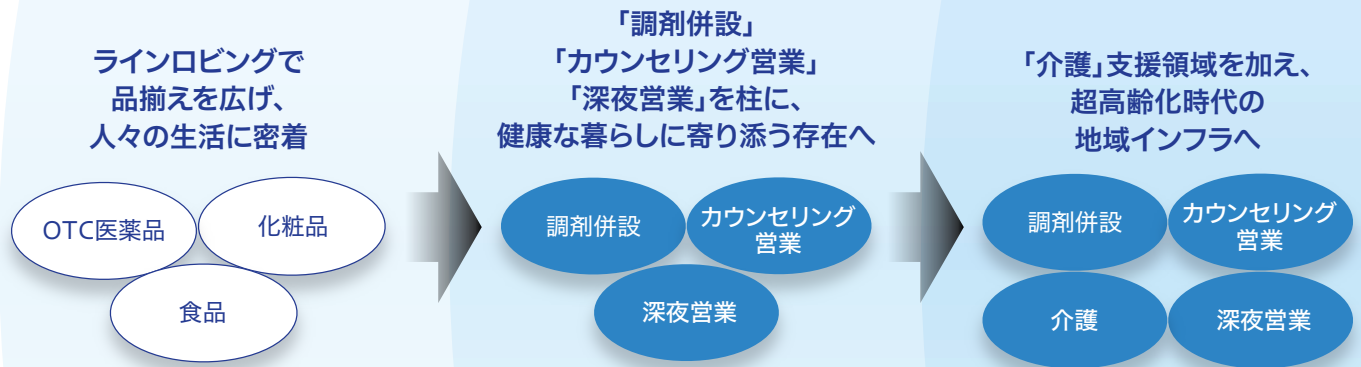 ラインロビングで
品揃えを広げ、
人々の生活に密着
OTC医薬品
化粧品
食品
「調剤併設」
「カウンセリング営業」
「深夜営業」を柱に、
健康な暮らしに寄り添う存在へ
調剤併設
カウンセリング
営業
深夜営業
「介護」支援領域を加え、
超高齢化時代の
地域インフラへ
調剤併設
カウンセリング
営業
介護
深夜営業